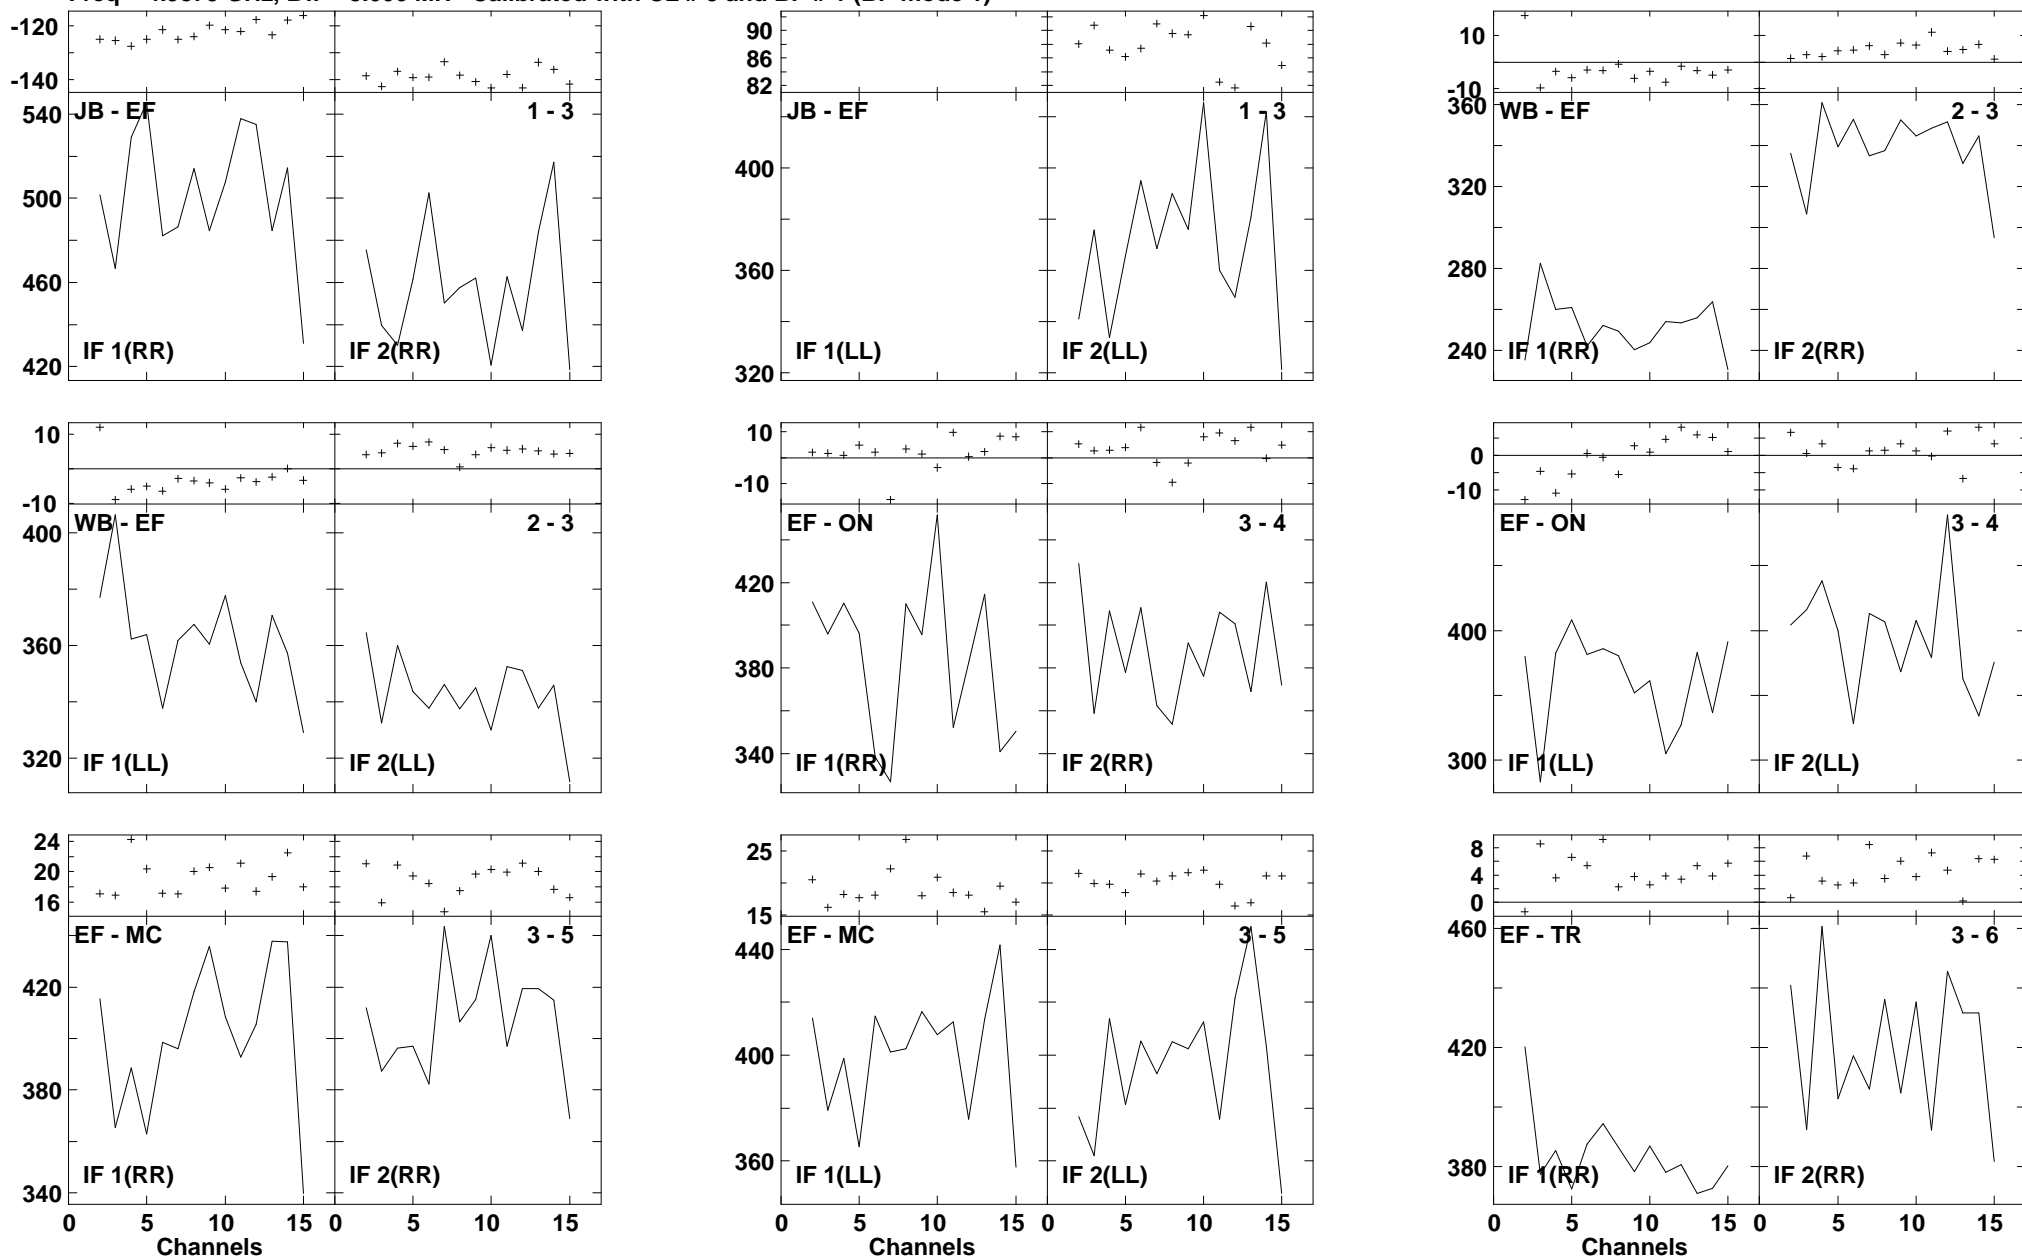 -120
-140
JB - EF
1 - 3
540
500
460
420
IF 1(RR)
IF 2(RR)
90
86
82
JB - EF
1 - 3
400
360
320
IF 1(LL)
IF 2(LL)
10
-10
WB - EF
2 - 3
360
320
280
240
IF 1(RR)
IF 2(RR)
10
-10
WB - EF
2 - 3
400
360
320
IF 1(LL)
IF 2(LL)
10
-10
EF - ON
3 - 4
420
380
340
IF 1(RR)
IF 2(RR)
0
-10
EF - ON
3 - 4
400
300
IF 1(LL)
IF 2(LL)
24
20
16
EF - MC
3 - 5
420
380
340
IF 1(RR)
IF 2(RR)
0 5 10 15 0 5 10 15
Channels
25
15
EF - MC
3 - 5
440
400
360
IF 1(LL)
IF 2(LL)
0 5 10 15 0 5 10 15
Channels
8
4
0
EF - TR
3 - 6
460
420
380
IF 1(RR)
IF 2(RR)
0 5 10 15 0 5 10 15
Channels